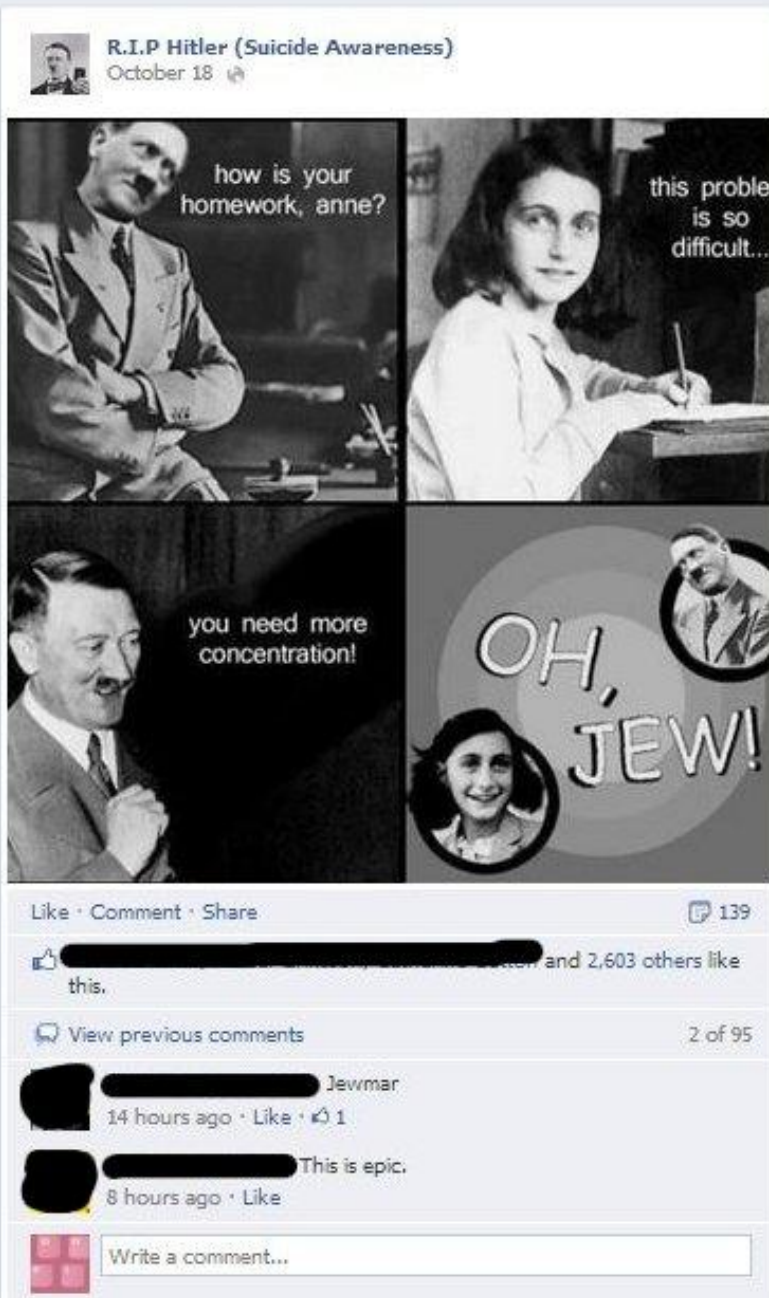 R.I.P Hitler (Suicide Awareness)
October 18
how is your
homework, anne?
this proble
is so
difficult...
you need more
concentration!
OH,
JEW!
Like · Comment · Share
139
and 2,603 others like
this.
View previous comments
2 of 95
Jewmar
14 hours ago · Like · 1
This is epic.
8 hours ago · Like
Write a comment...